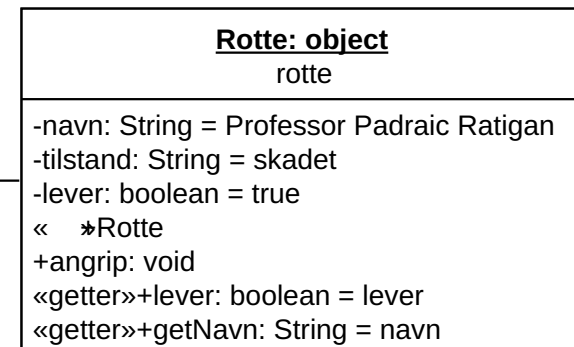 Rotte: object
rotte
-navn: String = Professor Padraic Ratigan
-tilstand: String = skadet
-lever: boolean = true
« »+Rotte
+angrip: void
«getter»+lever: boolean = lever
«getter»+getNavn: String = navn